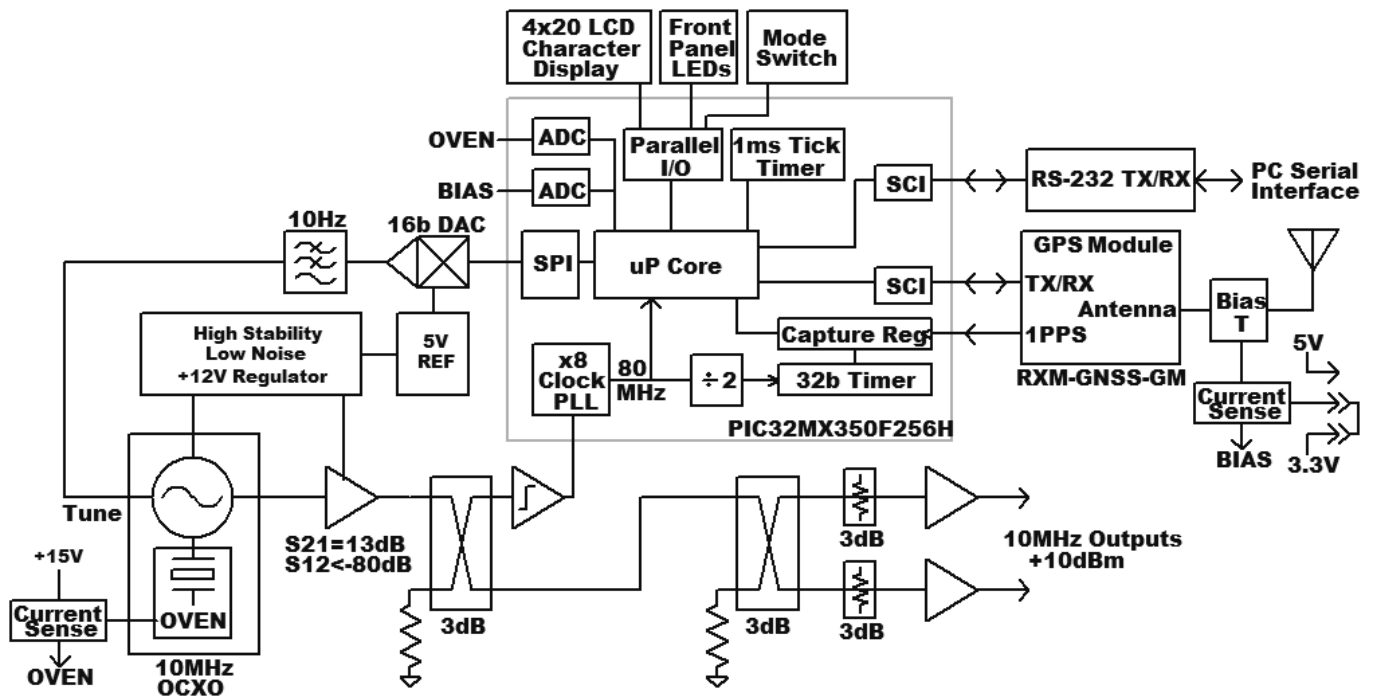 4x20 LCD
Character
Display
Front
Panel
LEDs
Mode
Switch
OVEN
ADC
Parallel
I/O
1ms Tick
Timer
BIAS
ADC
SCI
RS-232 TX/RX
PC Serial
Interface
10Hz
16b DAC
SPI
uP Core
GPS Module
TX/RX
Antenna
1PPS
RXM-GNSS-GM
SCI
Bias
T
Capture Reg
High Stability
Low Noise
+12V Regulator
5V
REF
x8
Clock
PLL
80
MHz
÷2
32b Timer
PIC32MX350F256H
5V
Current
Sense
BIAS
3.3V
Tune
S21=13dB
S12<-80dB
3dB
3dB
3dB
3dB
10MHz Outputs
+10dBm
+15V
Current
Sense
OVEN
OVEN
10MHz
OCXO